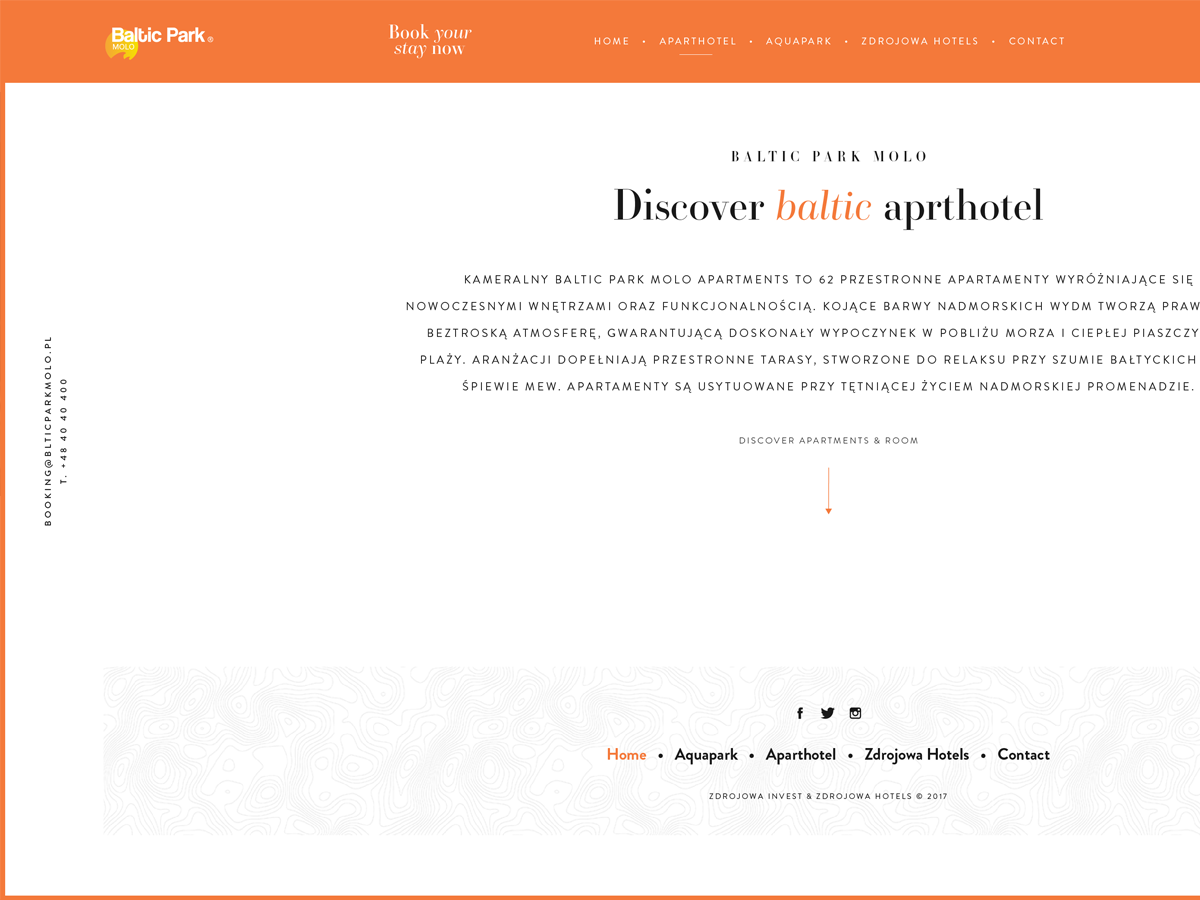 Baltic Park ®
MOLO
Book your
stay now
HOME • APARTHOTEL • AQUAPARK • ZDROJOWA HOTELS • CONTACT
BALTIC PARK MOLO
Discover baltic aprthotel
KAMERALNY BALTIC PARK MOLO APARTMENTS TO 62 PRZESTRONNE APARTAMENTY WYRÓŻNIAJĄCE SIĘ
NOWOCZESNYMI WNĘTRZAMI ORAZ FUNKCJONALNOŚCIĄ. KOJĄCE BARWY NADMORSKICH WYDM TWORZĄ PRAW
BEZTROSKĄ ATMOSFERĘ, GWARANTUJĄCĄ DOSKONAŁY WYPOCZYNEK W POBLIŻU MORZA I CIEPŁEJ PIASZCZY
PLAŻY. ARANŻACJI DOPEŁNIAJĄ PRZESTRONNE TARASY, STWORZONE DO RELAKSU PRZY SZUMIE BAŁTYCKICH
ŚPIEWIE MEW. APARTAMENTY SĄ USYTUOWANE PRZY TĘTNIĄCEJ ŻYCIEM NADMORSKIEJ PROMENADZIE.
DISCOVER APARTMENTS & ROOM
BOOKING@BLTICPARKMOLO.PL
T. +48 40 40 400
Home • Aquapark • Aparthotel • Zdrojowa Hotels • Contact
ZDROJOWA INVEST & ZDROJOWA HOTELS © 2017